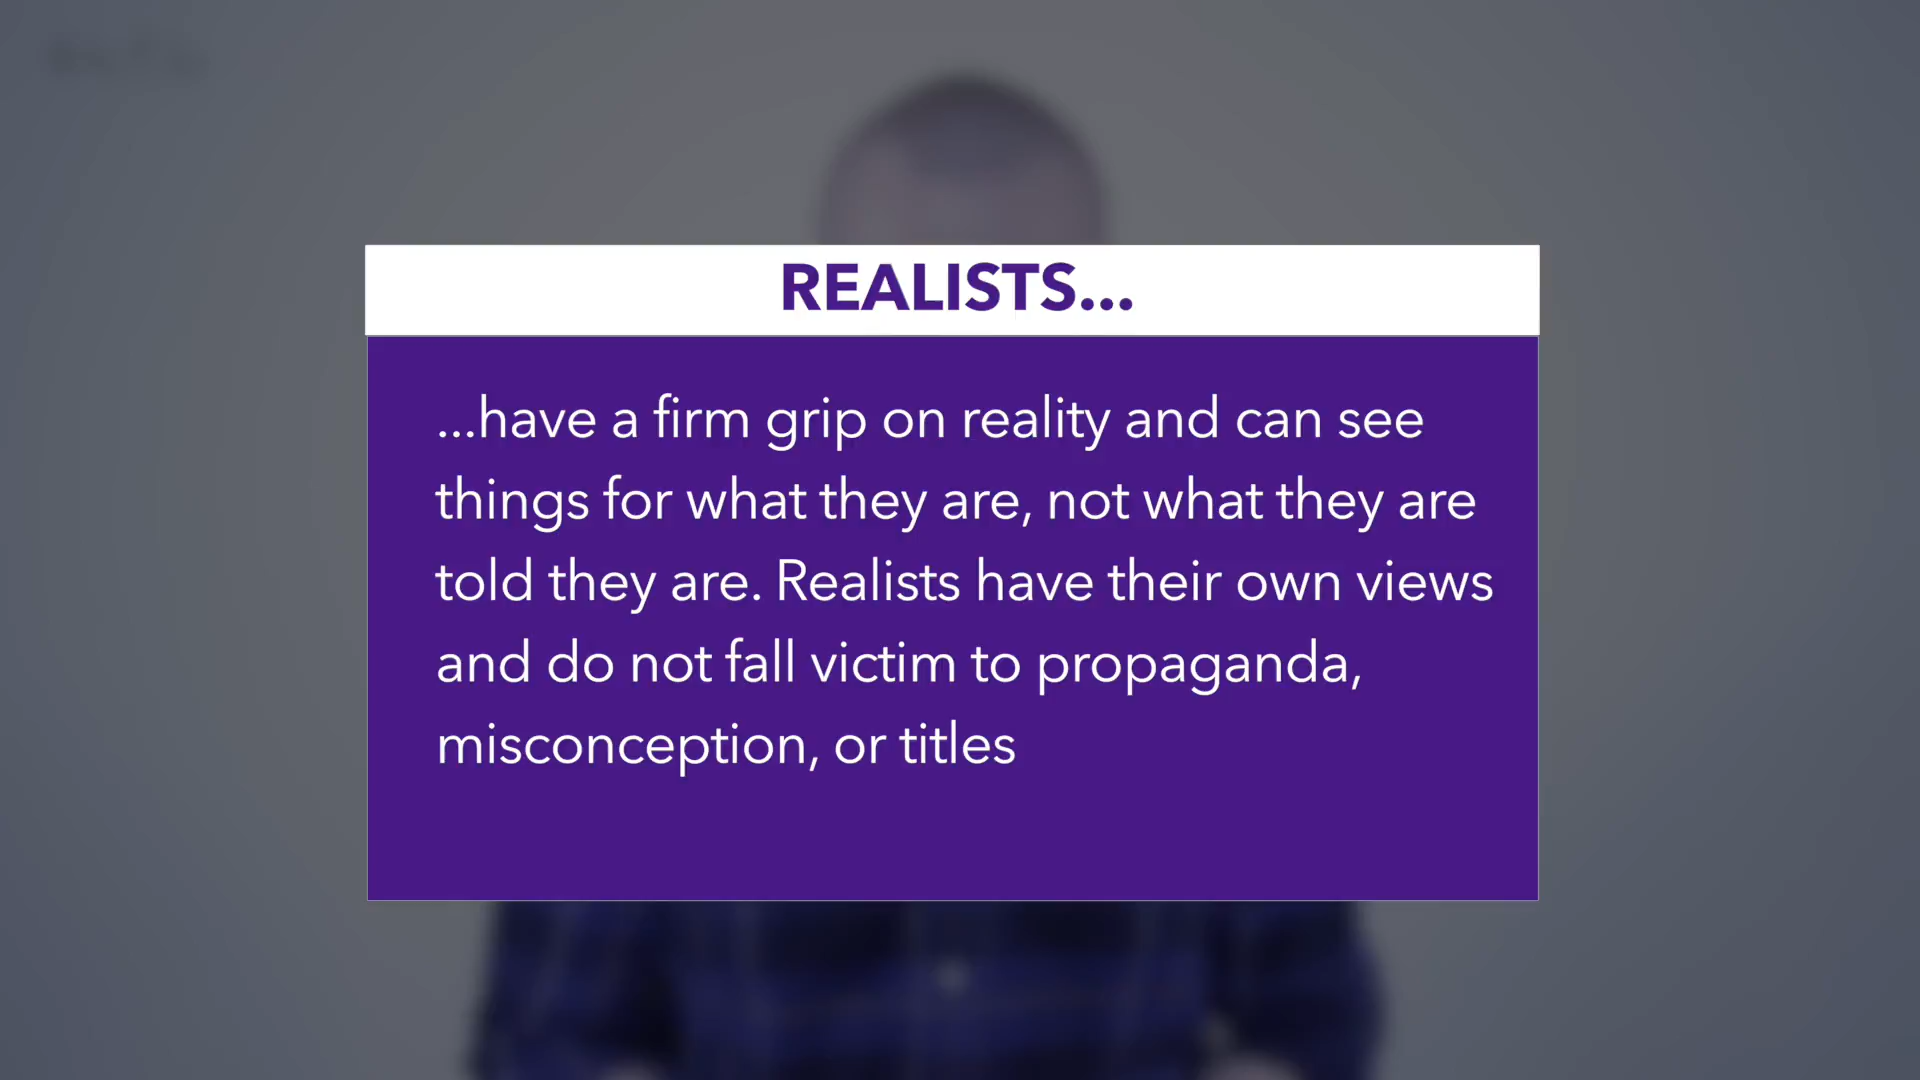 REALISTS...
...have a firm grip on reality and can see
things for what they are, not what they are
told they are. Realists have their own views
and do not fall victim to propaganda,
misconception, or titles